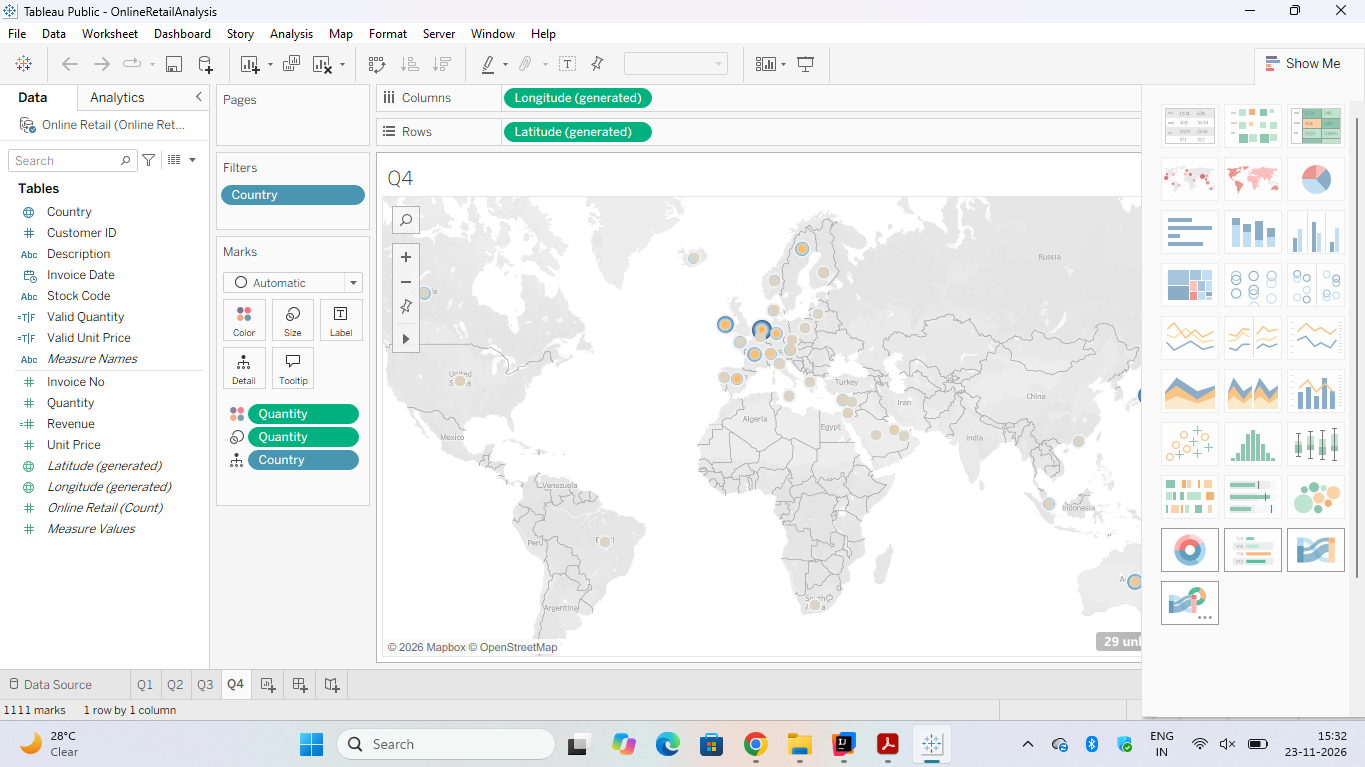 Tableau Public - OnlineRetailAnalysis
File Data Worksheet Dashboard Story Analysis Map Format Server Window Help
Show Me
Data Analytics
Online Retail (Online Ret...
Search
Tables
Country
Customer ID
Abc Description
Invoice Date
Abc Stock Code
=T|F Valid Quantity
=T|F Valid Unit Price
Abc Measure Names
Invoice No
Quantity
Revenue
Unit Price
Latitude (generated)
Longitude (generated)
Online Retail (Count)
Measure Values
Pages
Filters
Country
Marks
Automatic
Color Size Label
Detail Tooltip
Quantity
Quantity
Country
Columns Longitude (generated)
Rows Latitude (generated)
Q4
Russia
Turkey
China
Iran
Algeria
Egypt
India
Mexico
Venezuela
Indonesia
Argentina
© 2026 Mapbox © OpenStreetMap
Data Source Q1 Q2 Q3 Q4
1111 marks 1 row by 1 column
28°C
Clear
Search
ENG
IN
15:32
23-11-2026